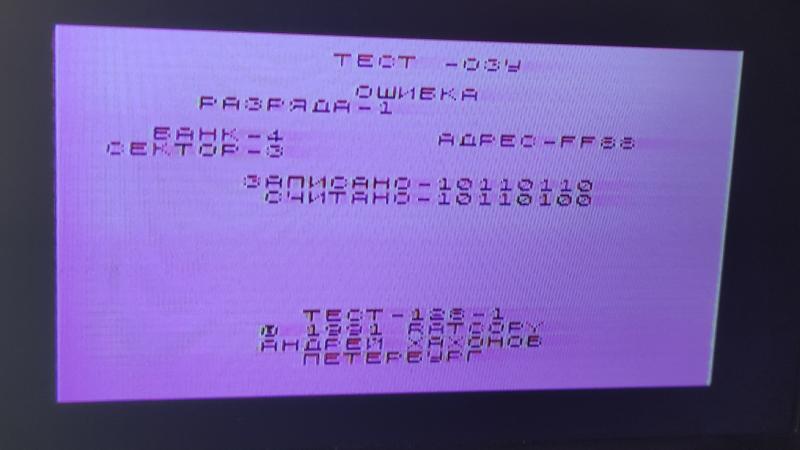 ТЕСТ -ОЗУ
ОШИБКА
РАЗРЯДА-1
БАНК-4 АДРЕС-FF88
СЕКТОР-3
ЗАПИСАНО-10110110
СЧИТАНО-10110100
ТЕСТ-128-1
1991 RATCORY
АНДРЕЙ ХАХОНОВ
ПЕТЕРБУРГ